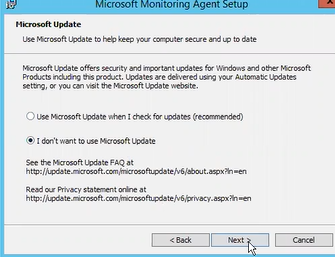 Microsoft Monitoring Agent Setup
Microsoft Update
Use Microsoft Update to help keep your computer secure and up to date
Microsoft Update offers security and important updates for Windows and other Microsoft
Products including this product. Updates are delivered using your Automatic Updates
setting, or you can visit the Microsoft Update website.
Use Microsoft Update when I check for updates (recommended)
I don't want to use Microsoft Update
See the Microsoft Update FAQ at
http://update.microsoft.com/microsoftupdate/v6/about.aspx?ln=en
Read our Privacy statement online at
http://update.microsoft.com/microsoftupdate/v6/privacy.aspx?ln=en
< Back Next > Cancel